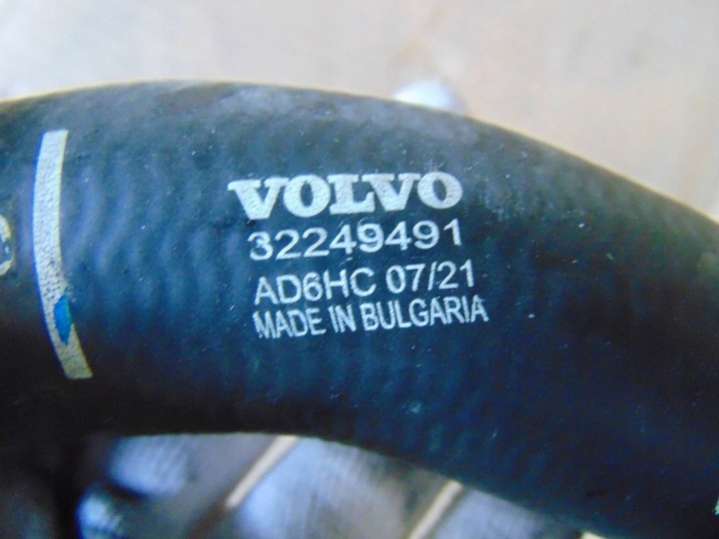 VOLVO
32249491
AD6HC 07/21
MADE IN BULGARIA